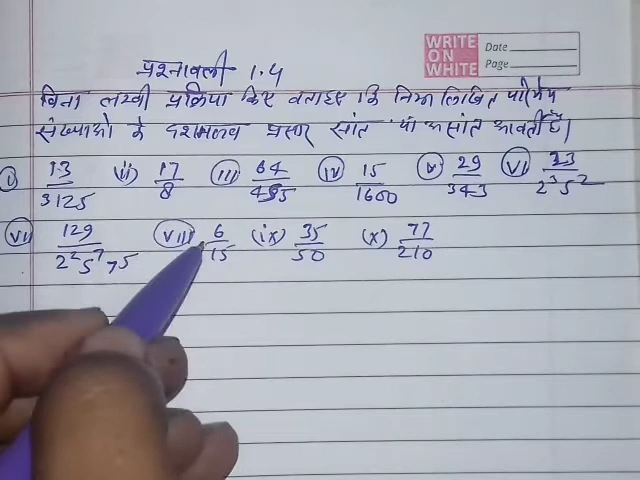 WRITE ON WHITE Date Page
प्रश्नावली 1.4
बिना लम्बी प्रक्रिया किए बताइए कि निम्नलिखित परिमेय
संख्याओं के दशमलव प्रसार सांत या असांत आवर्ती हैं।
(i) 13/3125 (ii) 17/8 (iii) 64/455 (iv) 15/1600 (v) 29/343 (vi) 23/2³5²
(vii) 129/2²5⁷7⁵ (viii) 6/15 (ix) 35/50 (x) 77/210